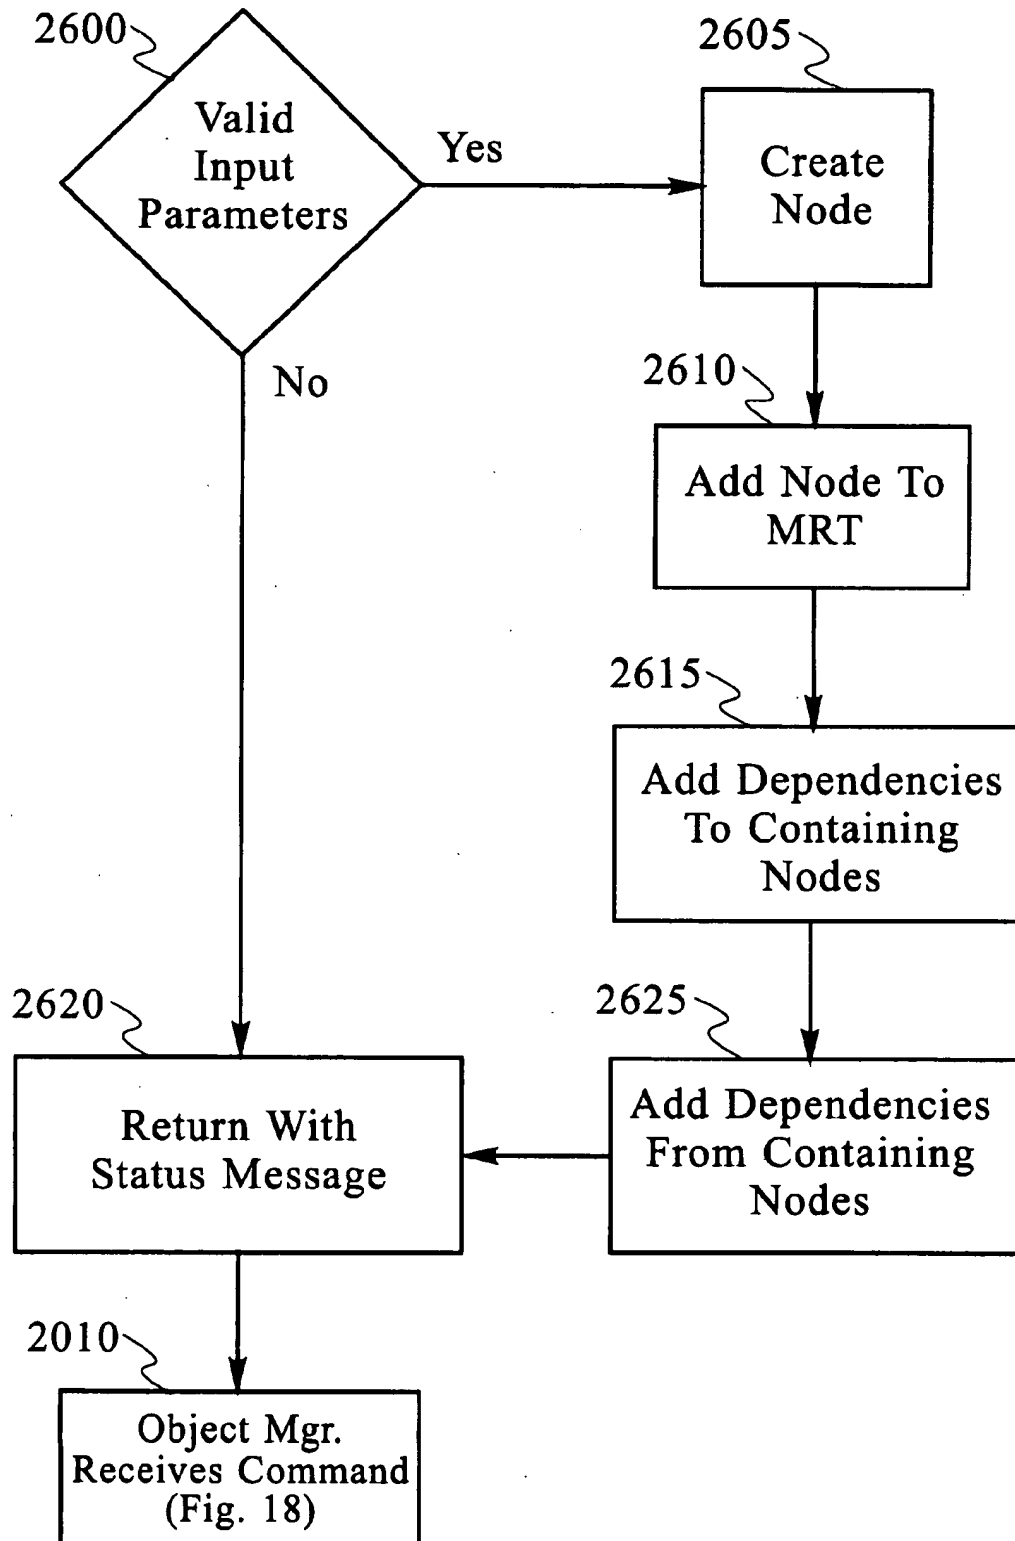 2600
Valid
Input
Parameters
Yes
2605
Create
Node
No
2610
Add Node To
MRT
2615
Add Dependencies
To Containing
Nodes
2620
Return With
Status Message
2625
Add Dependencies
From Containing
Nodes
2010
Object Mgr.
Receives Command
(Fig. 18)